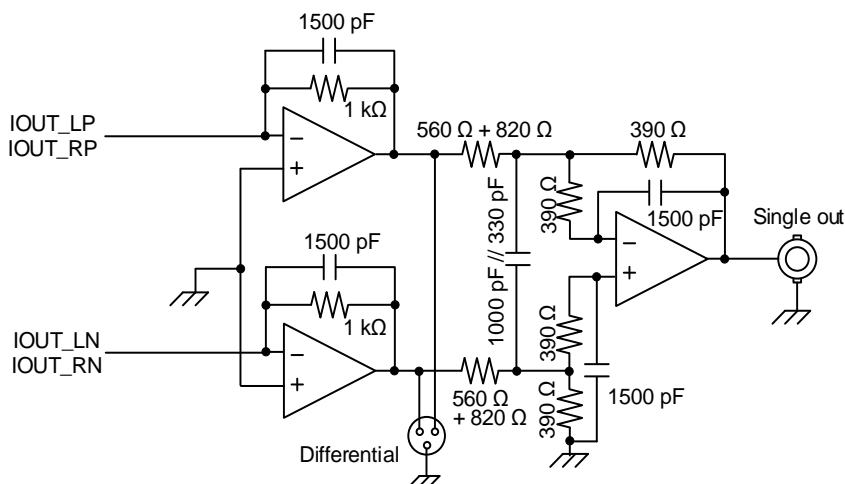 1500 pF
1 kΩ
IOUT_LP
IOUT_RP
−
+
560 Ω + 820 Ω
390 Ω
390 Ω
1500 pF
Single out
−
+
1000 pF // 330 pF
1500 pF
1 kΩ
IOUT_LN
IOUT_RN
−
+
390 Ω
560 Ω
+ 820 Ω
390 Ω
1500 pF
Differential